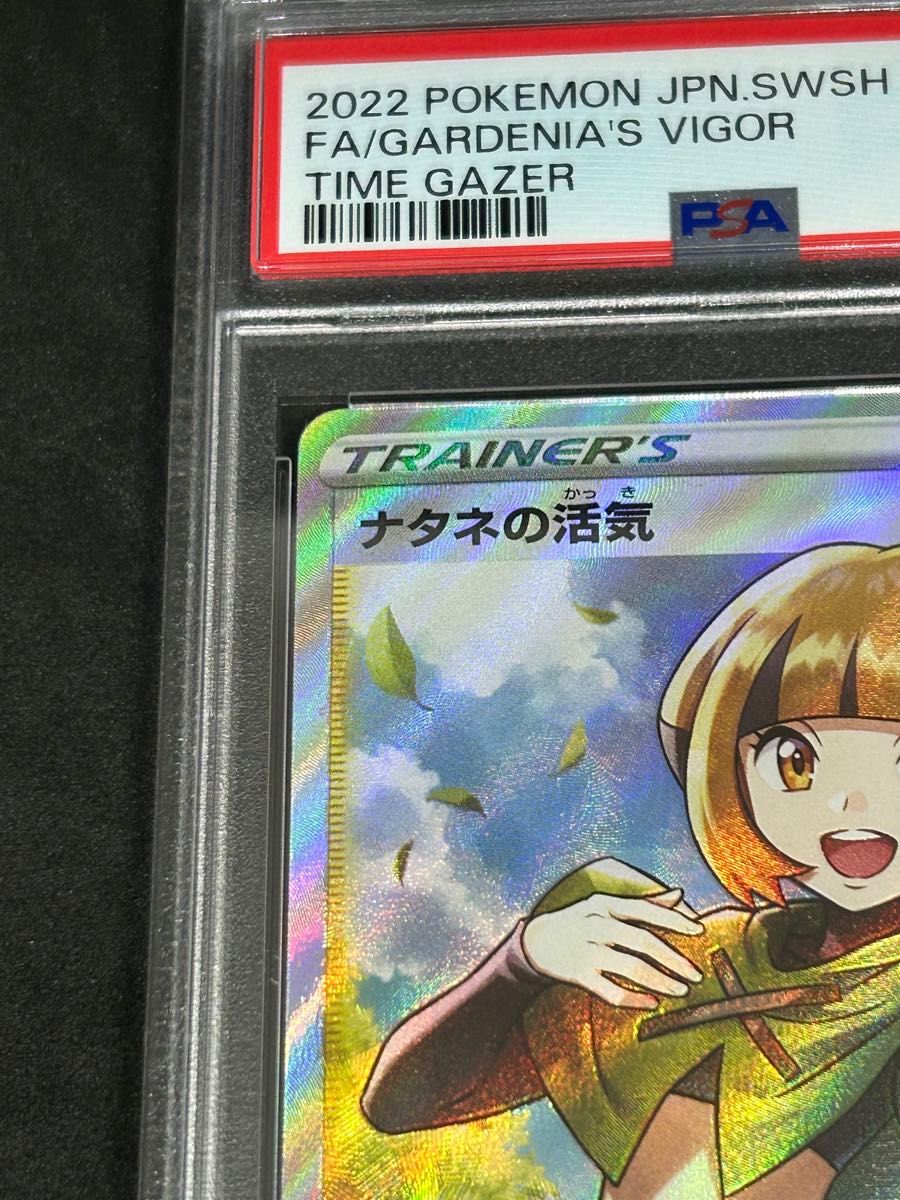 2022 POKEMON JPN.SWSH
FA/GARDENIA'S VIGOR
TIME GAZER
PSA
TRAINER'S
かっき
ナタネの活気